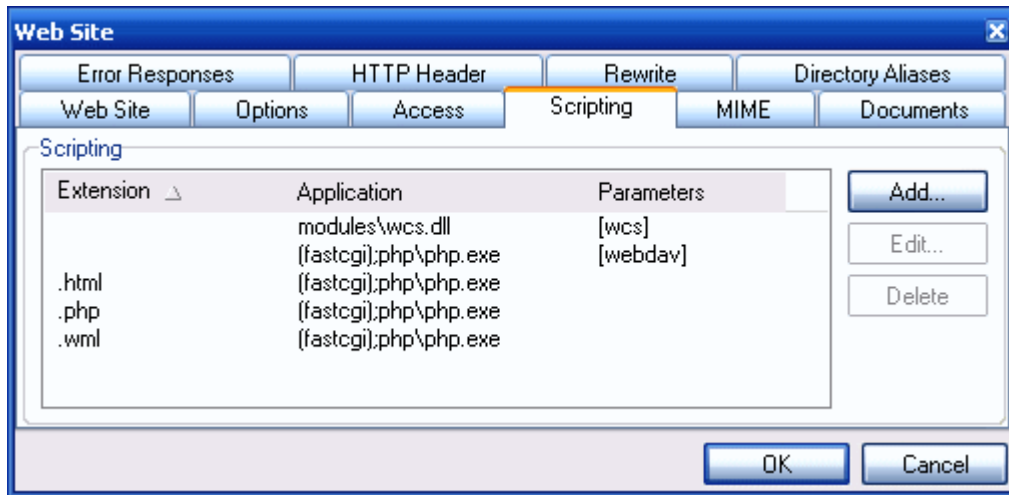 Web Site
Error Responses HTTP Header Rewrite Directory Aliases
Web Site Options Access Scripting MIME Documents
Scripting
Extension Application Parameters
modules\wcs.dll [wcs]
(fastcgi);php\php.exe [webdav]
.html (fastcgi);php\php.exe
.php (fastcgi);php\php.exe
.wml (fastcgi);php\php.exe
Add...
Edit...
Delete
OK Cancel